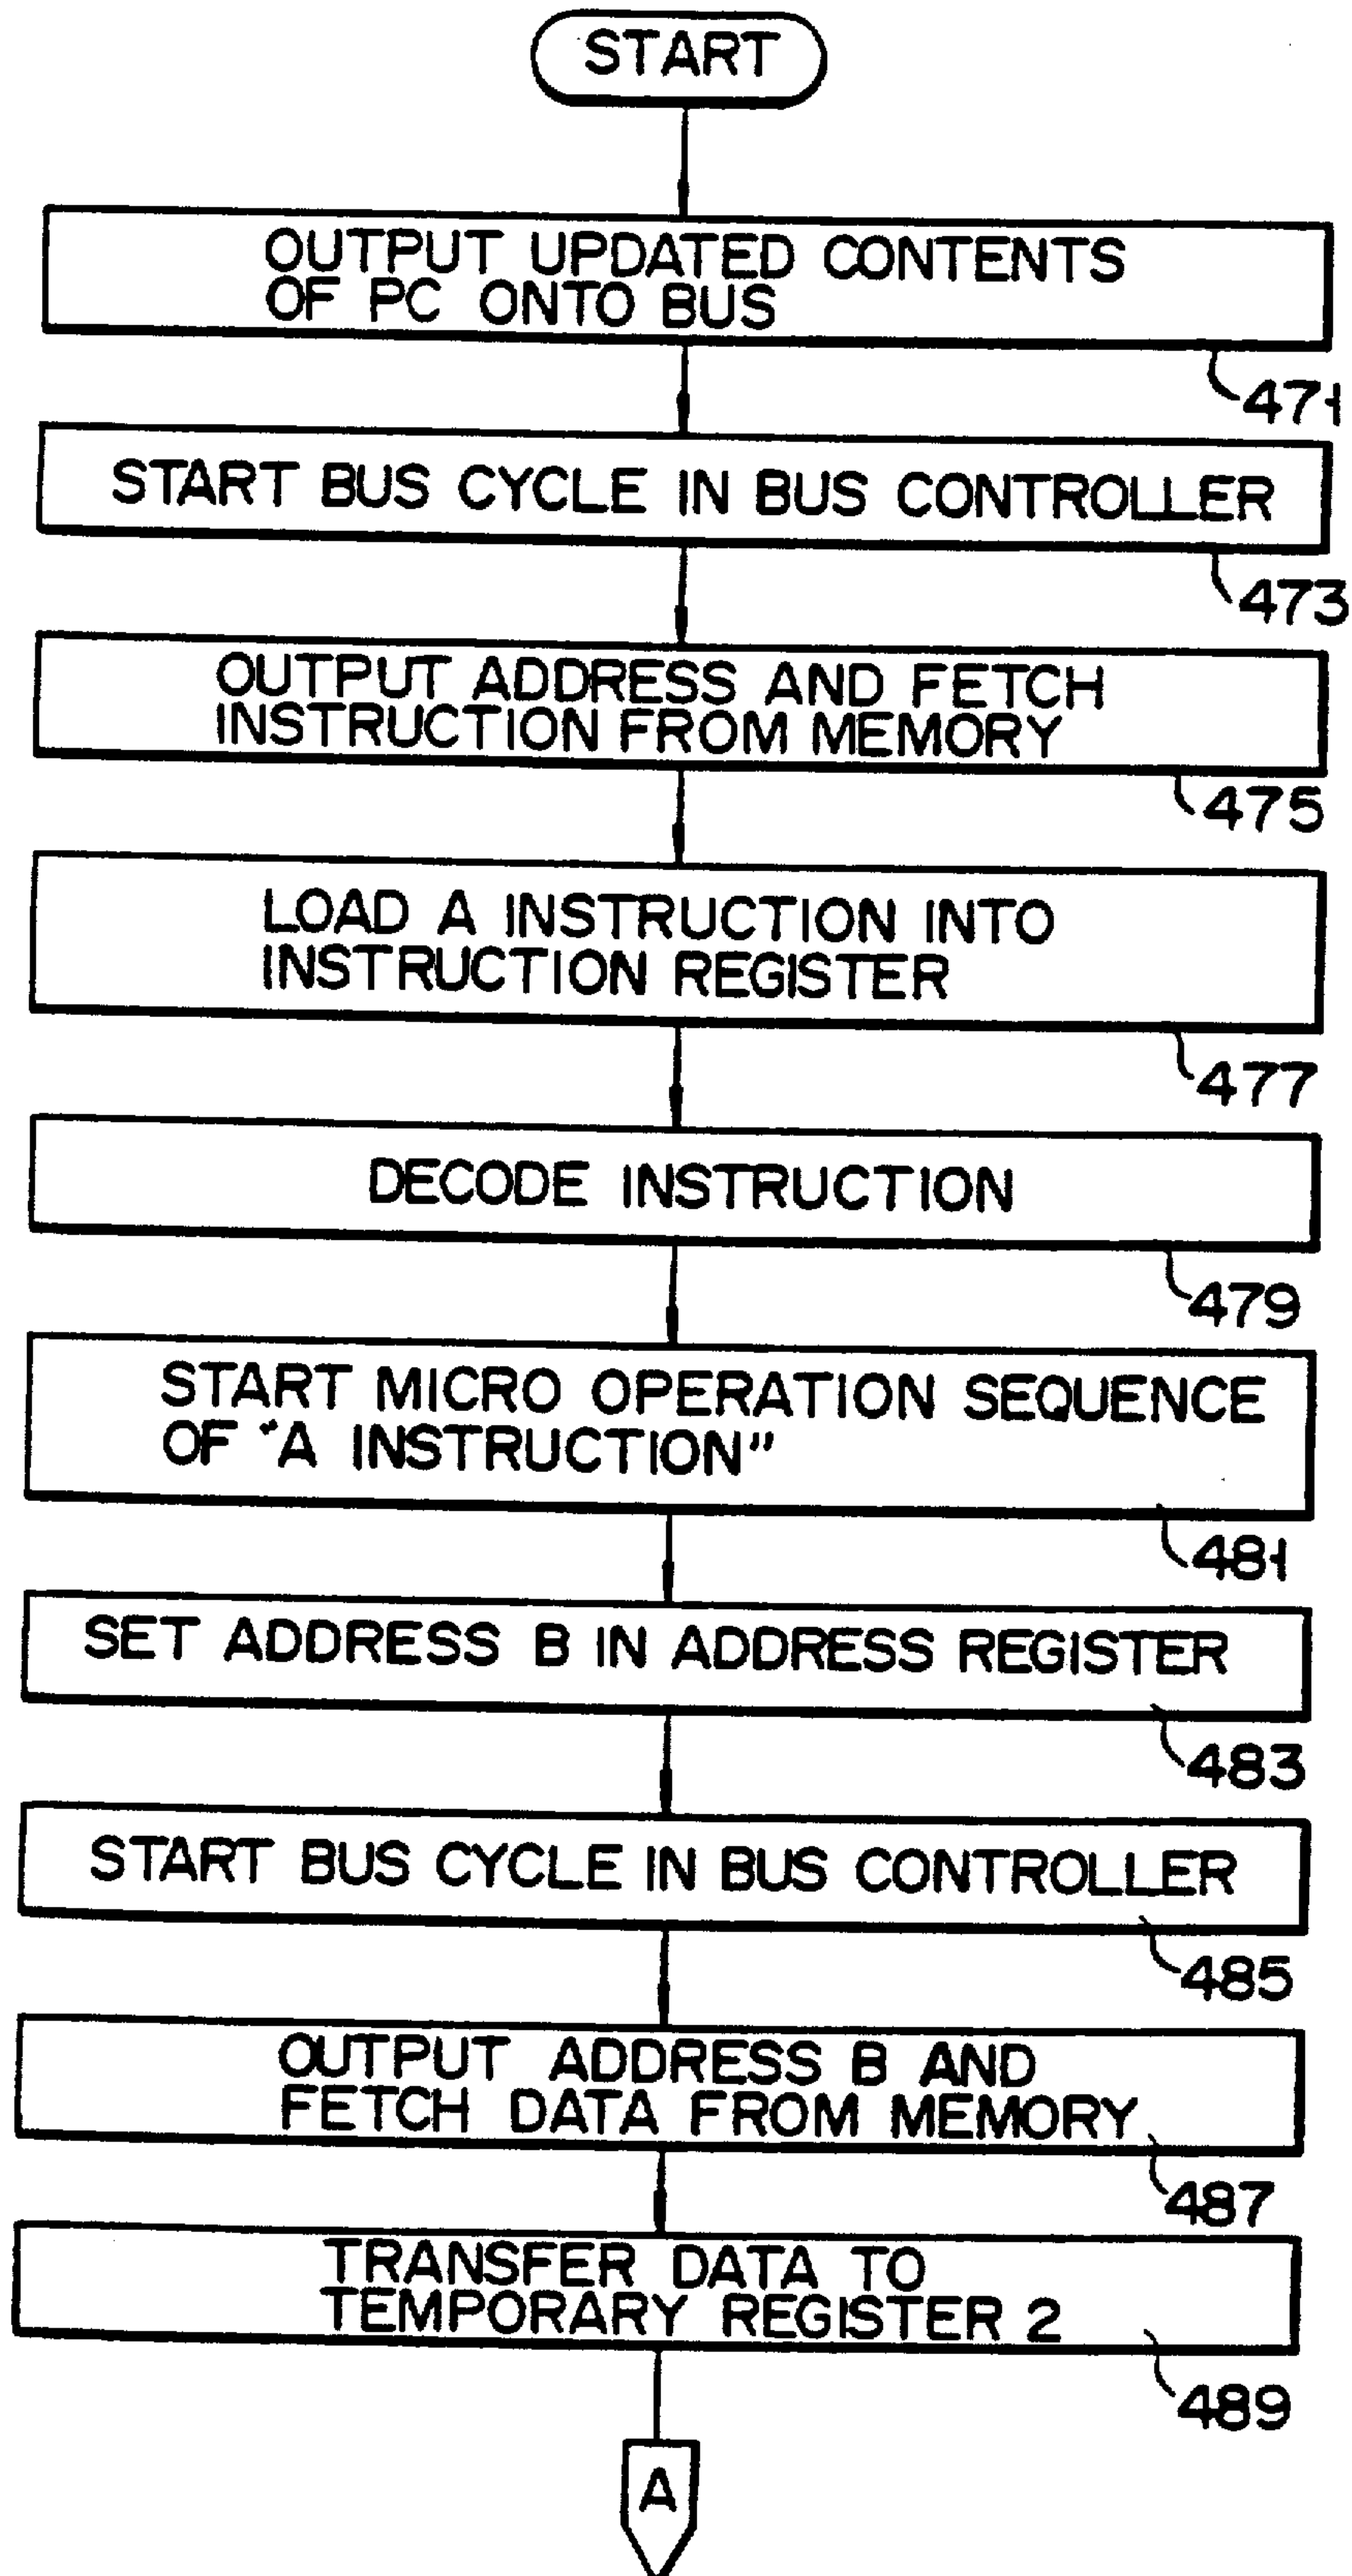 START
OUTPUT UPDATED CONTENTS
OF PC ONTO BUS
471
START BUS CYCLE IN BUS CONTROLLER
473
OUTPUT ADDRESS AND FETCH
INSTRUCTION FROM MEMORY
475
LOAD A INSTRUCTION INTO
INSTRUCTION REGISTER
477
DECODE INSTRUCTION
479
START MICRO OPERATION SEQUENCE
OF "A INSTRUCTION"
481
SET ADDRESS B IN ADDRESS REGISTER
483
START BUS CYCLE IN BUS CONTROLLER
485
OUTPUT ADDRESS B AND
FETCH DATA FROM MEMORY
487
TRANSFER DATA TO
TEMPORARY REGISTER 2
489
A